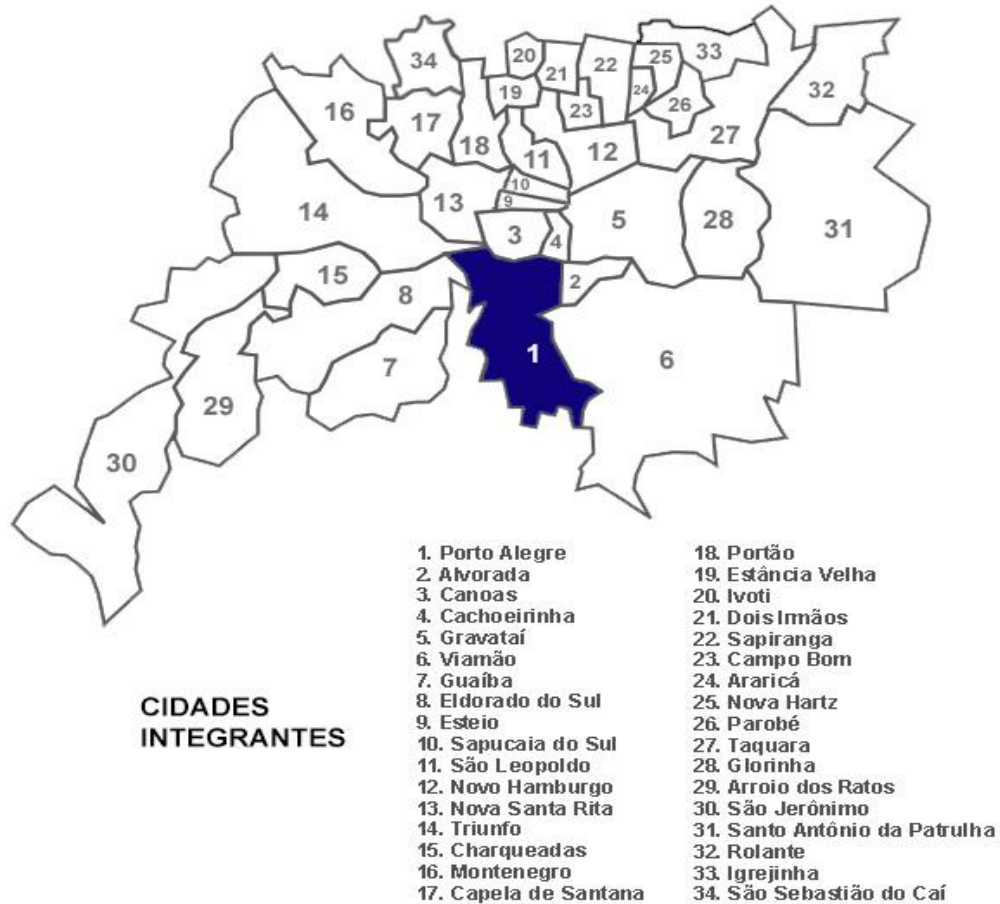 34
20
21
22
25
33
24
19
32
16
17
23
26
18
12
27
11
10
9
13
14
3
4
5
28
31
15
8
2
1
6
7
29
30
CIDADES
INTEGRANTES
1. Porto Alegre
2. Alvorada
3. Canoas
4. Cachoeirinha
5. Gravataí
6. Viamão
7. Guaíba
8. Eldorado do Sul
9. Esteio
10. Sapucaia do Sul
11. São Leopoldo
12. Novo Hamburgo
13. Nova Santa Rita
14. Triunfo
15. Charqueadas
16. Montenegro
17. Capela de Santana
18. Portão
19. Estância Velha
20. Ivoti
21. Dois Irmãos
22. Sapiranga
23. Campo Bom
24. Araricá
25. Nova Hartz
26. Parobé
27. Taquara
28. Glorinha
29. Arroio dos Ratos
30. São Jerônimo
31. Santo Antônio da Patrulha
32. Rolante
33. Igrejinha
34. São Sebastião do Caí